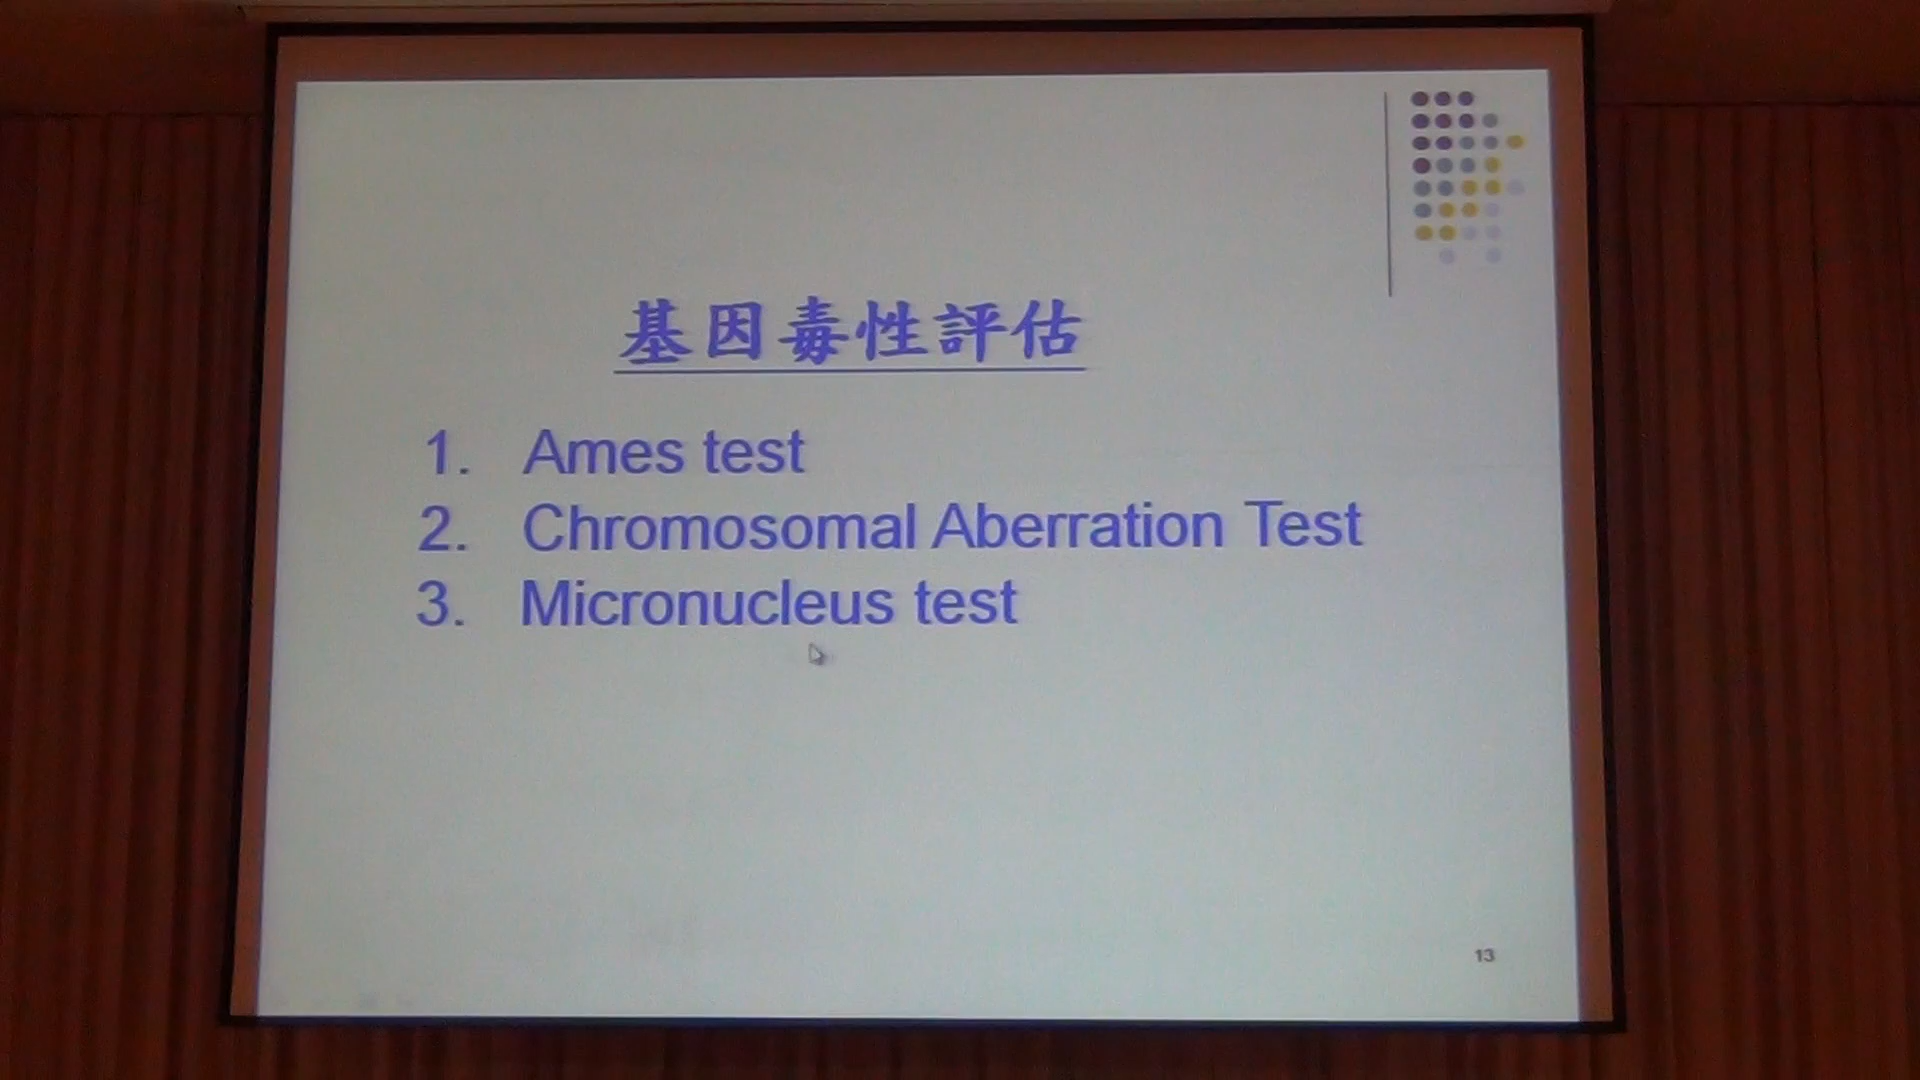 基因毒性評估
1. Ames test
2. Chromosomal Aberration Test
3. Micronucleus test
13